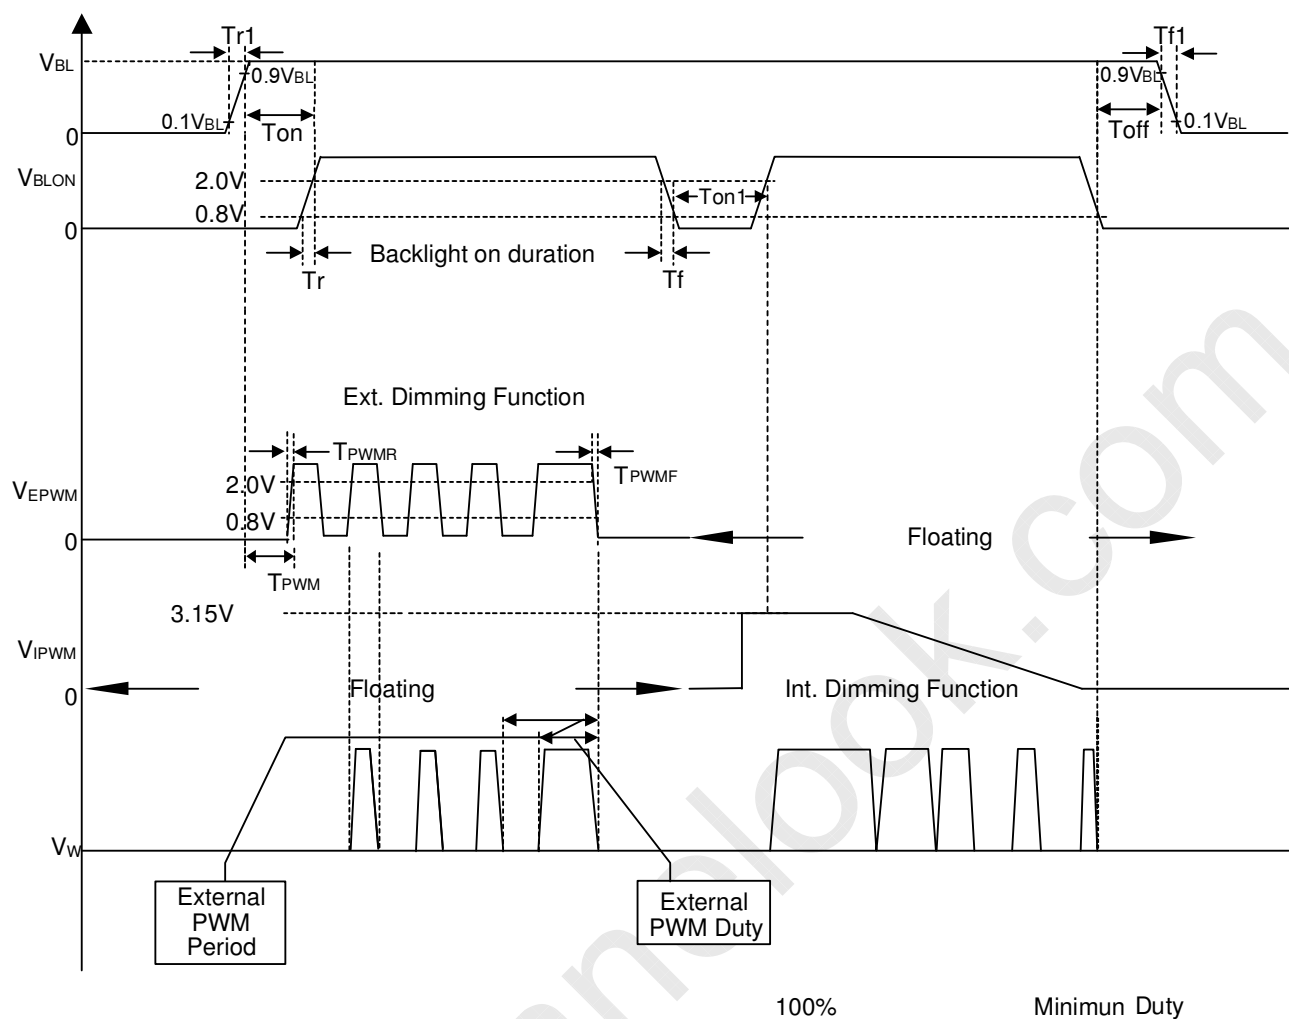 Tr1
Tf1
VBL
0.9VBL
0.9VBL
0.1VBL
Ton
Toff
0.1VBL
0
VBLON
2.0V
Ton1
0.8V
0
Backlight on duration
Tr
Tf
Ext. Dimming Function
TPWMR
TPWMF
VEPWM
2.0V
0.8V
0
Floating
TPWM
3.15V
VIPWM
0
Floating
Int. Dimming Function
VW
External
PWM
Period
External
PWM Duty
100%
Minimun Duty